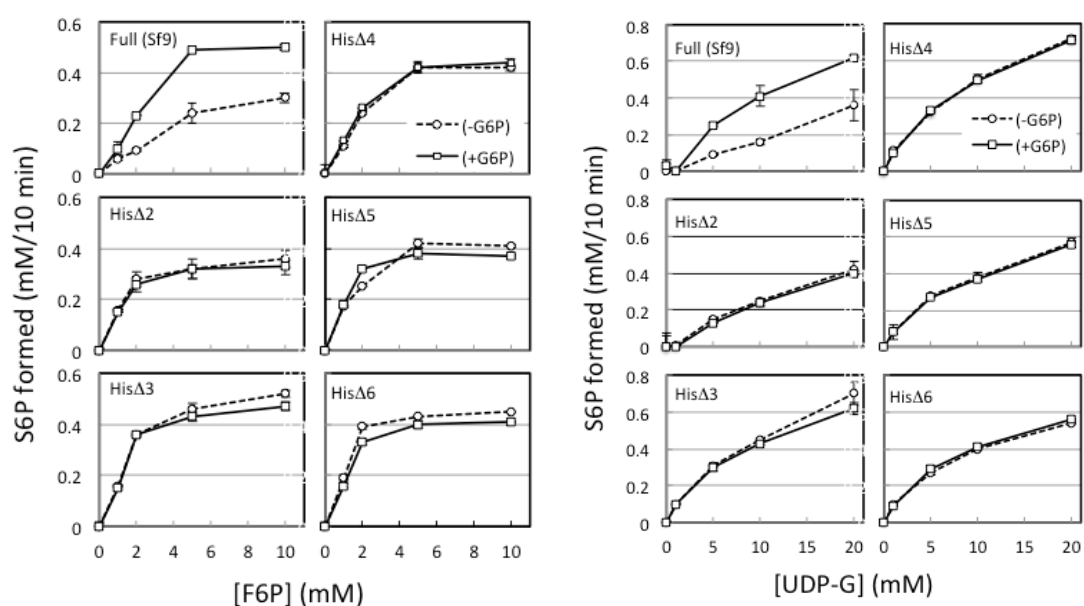 S6P formed (mM/10 min)
0.6
0.4
0.2
0
Full (Sf9)
HisΔ4
(-G6P)
(+G6P)
0.6
0.4
0.2
0
HisΔ2
HisΔ5
0.6
0.4
0.2
0
HisΔ3
HisΔ6
0 2 4 6 8 10 0 2 4 6 8 10
[F6P] (mM)
S6P formed (mM/10 min)
0.8
0.6
0.4
0.2
0
Full (Sf9)
HisΔ4
(-G6P)
(+G6P)
0.8
0.6
0.4
0.2
0
HisΔ2
HisΔ5
0.8
0.6
0.4
0.2
0
HisΔ3
HisΔ6
0 5 10 15 20 0 5 10 15 20
[UDP-G] (mM)